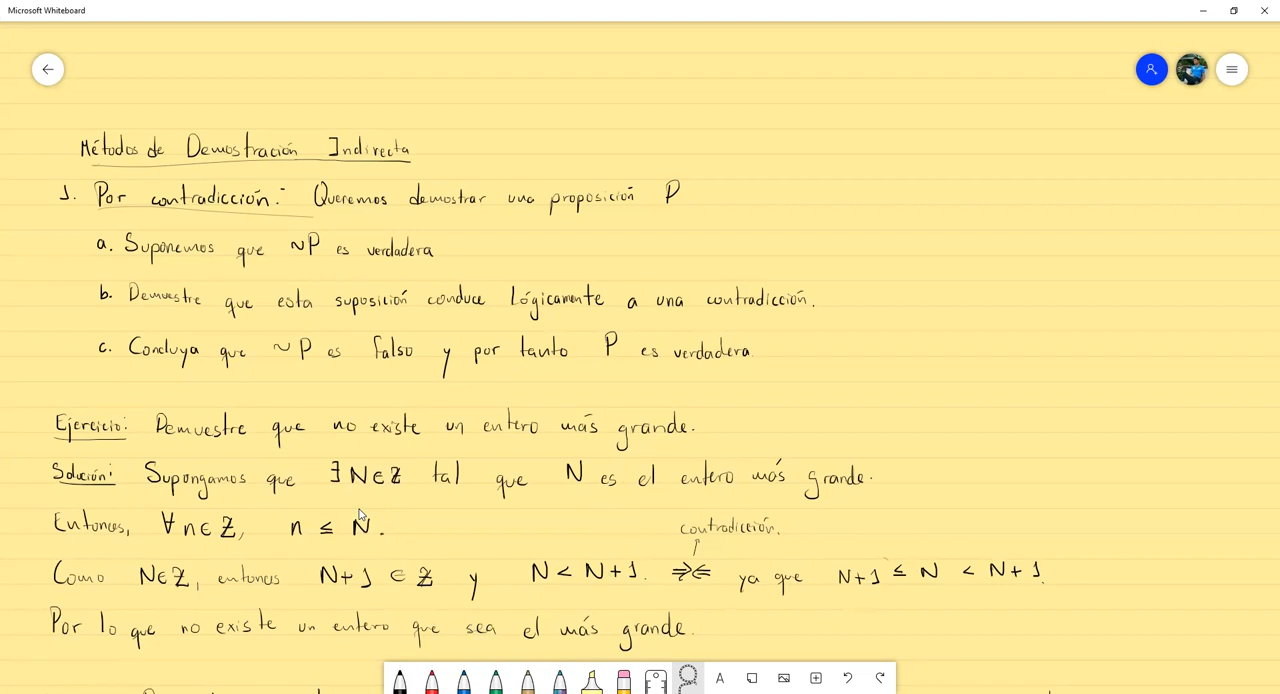 Microsoft Whiteboard
Métodos de Demostración Indirecta
1. Por contradicción:- Queremos demostrar una proposición P
a. Suponemos que ~P es verdadera
b. Demuestre que esta suposición conduce Lógicamente a una contradicción.
c. Concluya que ~P es falso y por tanto P es verdadera.
Ejercicio: Demuestre que no existe un entero más grande.
Solución: Supongamos que ∃ N∈ℤ tal que N es el entero más grande.
Entonces, ∀ n∈ℤ, n ≤ N.
contradicción.
Como N∈ℤ, entonces N+1 ∈ ℤ y N < N+1. ⇒⇐ ya que N+1 ≤ N < N+1.
Por lo que no existe un entero que sea el más grande.
A